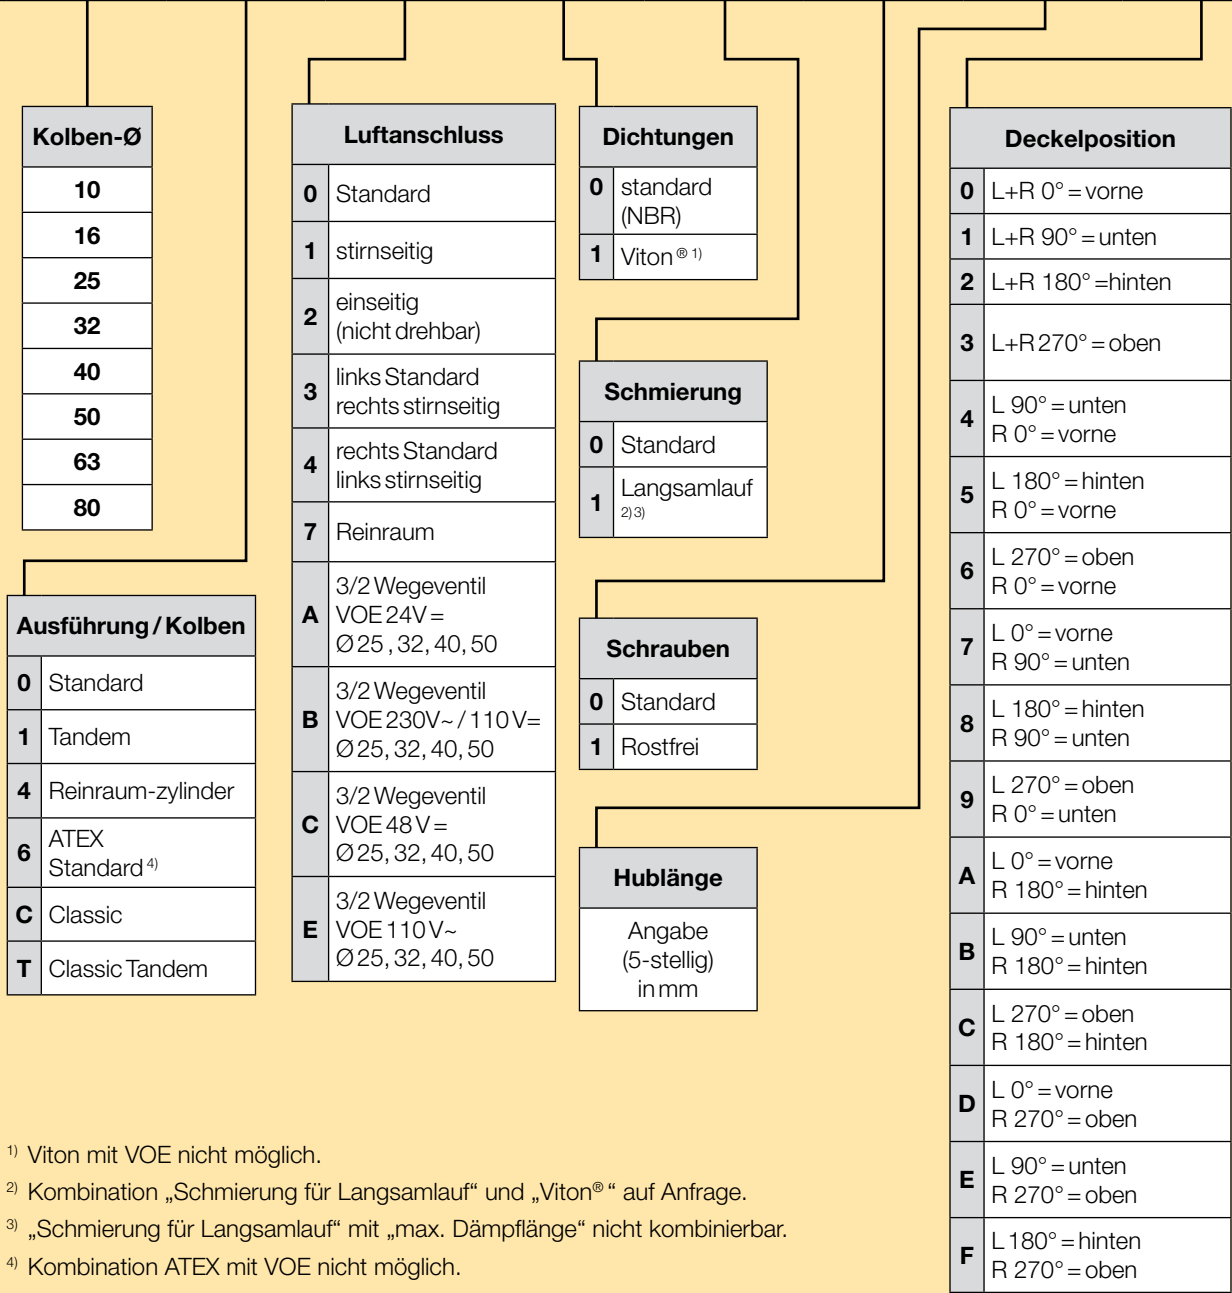 Kolben-Ø
10
16
25
32
40
50
63
80
Ausführung / Kolben
0 Standard
1 Tandem
4 Reinraum-zylinder
6 ATEX
Standard 4)
C Classic
T Classic Tandem
Luftanschluss
0 Standard
1 stirnseitig
2 einseitig
(nicht drehbar)
3 links Standard
rechts stirnseitig
4 rechts Standard
links stirnseitig
7 Reinraum
A 3/2 Wegeventil
VOE 24V =
Ø 25 , 32, 40, 50
B 3/2 Wegeventil
VOE 230V~ / 110 V=
Ø 25, 32, 40, 50
C 3/2 Wegeventil
VOE 48 V =
Ø 25, 32, 40, 50
E 3/2 Wegeventil
VOE 110 V~
Ø 25, 32, 40, 50
Dichtungen
0 standard
(NBR)
1 Viton ® 1)
Schmierung
0 Standard
1 Langsamlauf
2) 3)
Schrauben
0 Standard
1 Rostfrei
Hublänge
Angabe
(5-stellig)
in mm
Deckelposition
0 L+R 0° = vorne
1 L+R 90° = unten
2 L+R 180° =hinten
3 L+R 270° = oben
4 L 90° = unten
R 0° = vorne
5 L 180° = hinten
R 0° = vorne
6 L 270° = oben
R 0° = vorne
7 L 0° = vorne
R 90° = unten
8 L 180° = hinten
R 90° = unten
9 L 270° = oben
R 0° = unten
A L 0° = vorne
R 180° = hinten
B L 90° = unten
R 180° = hinten
C L 270° = oben
R 180° = hinten
D L 0° = vorne
R 270° = oben
E L 90° = unten
R 270° = oben
F L 180° = hinten
R 270° = oben
1) Viton mit VOE nicht möglich.
2) Kombination „Schmierung für Langsamlauf“ und „Viton® “ auf Anfrage.
3) „Schmierung für Langsamlauf“ mit „max. Dämpflänge“ nicht kombinierbar.
4) Kombination ATEX mit VOE nicht möglich.